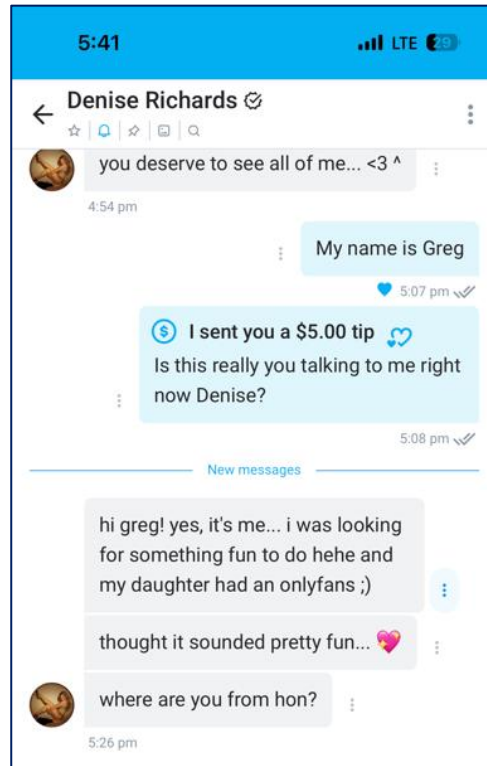 5:41
LTE 29
Denise Richards
you deserve to see all of me... <3 ^
4:54 pm
My name is Greg
5:07 pm
I sent you a $5.00 tip
Is this really you talking to me right
now Denise?
5:08 pm
New messages
hi greg! yes, it's me... i was looking
for something fun to do hehe and
my daughter had an onlyfans ;)
thought it sounded pretty fun... 💖
where are you from hon?
5:26 pm